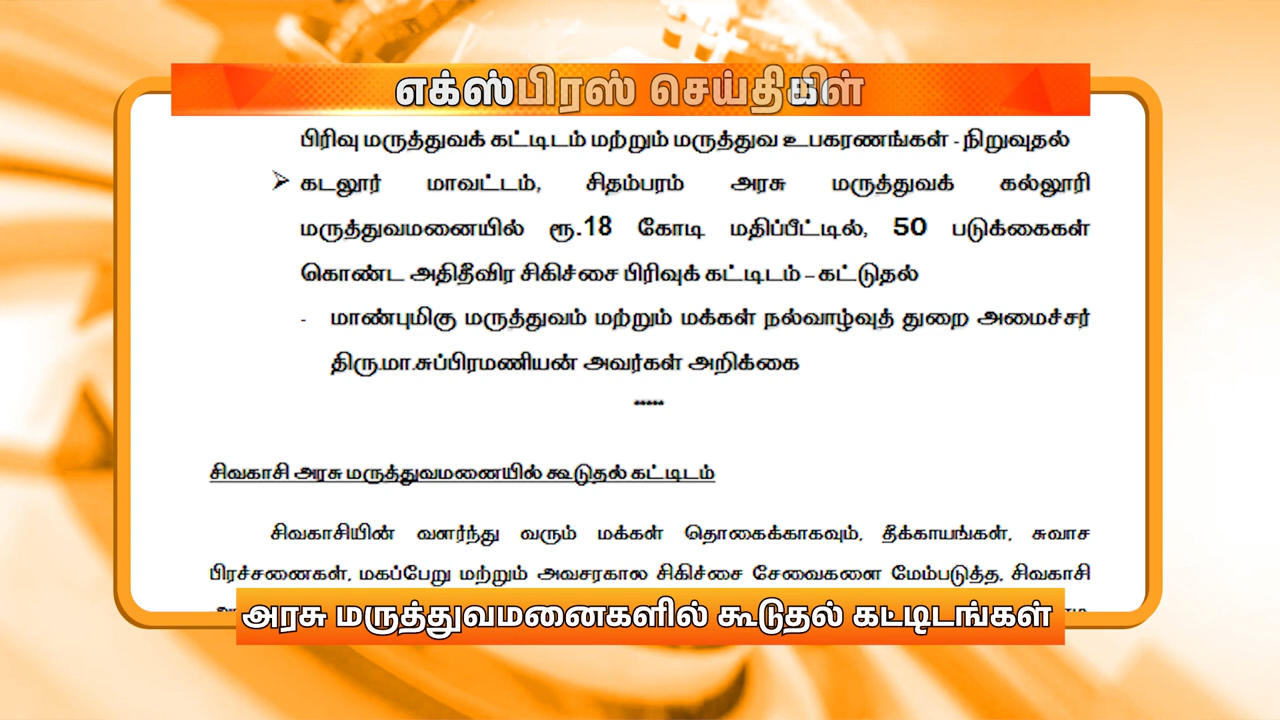 எக்ஸ்பிரஸ் செய்திகள்
பிரிவு மருத்துவக் கட்டிடம் மற்றும் மருத்துவ உபகரணங்கள் - நிறுவுதல்
➢ கடலூர் மாவட்டம், சிதம்பரம் அரசு மருத்துவக் கல்லூரி
மருத்துவமனையில் ரூ.18 கோடி மதிப்பீட்டில், 50 படுக்கைகள்
கொண்ட அதிதீவிர சிகிச்சை பிரிவுக் கட்டிடம் – கட்டுதல்
- மாண்புமிகு மருத்துவம் மற்றும் மக்கள் நல்வாழ்வுத் துறை அமைச்சர்
திரு.மா.சுப்பிரமணியன் அவர்கள் அறிக்கை
*****
சிவகாசி அரசு மருத்துவமனையில் கூடுதல் கட்டிடம்
சிவகாசியின் வளர்ந்து வரும் மக்கள் தொகைக்காகவும், தீக்காயங்கள், சுவாச
பிரச்சனைகள், மகப்பேறு மற்றும் அவசரகால சிகிச்சை சேவைகளை மேம்படுத்த, சிவகாசி
அரசு மருத்துவமனைகளில் கூடுதல் கட்டிடங்கள்